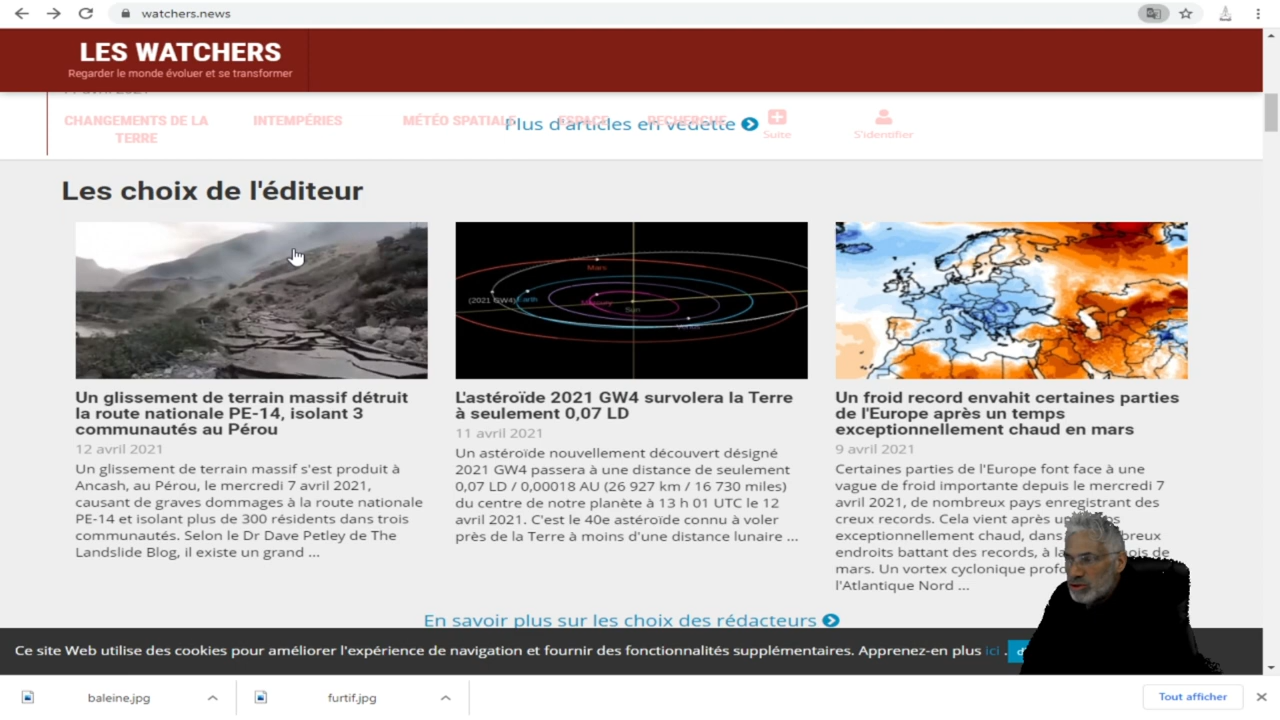 watchers.news
LES WATCHERS
Regarder le monde évoluer et se transformer
CHANGEMENTS DE LA
TERRE
INTEMPÉRIES
MÉTÉO SPATIALE
ESPACE
RECHERCHE
Suite
S'identifier
Plus d'articles en vedette
Les choix de l'éditeur
(2021 GW4)
Earth
Mars
Mercury
Sun
Venus
Un glissement de terrain massif détruit
la route nationale PE-14, isolant 3
communautés au Pérou
12 avril 2021
Un glissement de terrain massif s'est produit à
Ancash, au Pérou, le mercredi 7 avril 2021,
causant de graves dommages à la route nationale
PE-14 et isolant plus de 300 résidents dans trois
communautés. Selon le Dr Dave Petley de The
Landslide Blog, il existe un grand ...
L'astéroïde 2021 GW4 survolera la Terre
à seulement 0,07 LD
11 avril 2021
Un astéroïde nouvellement découvert désigné
2021 GW4 passera à une distance de seulement
0,07 LD / 0,00018 AU (26 927 km / 16 730 miles)
du centre de notre planète à 13 h 01 UTC le 12
avril 2021. C'est le 40e astéroïde connu à voler
près de la Terre à moins d'une distance lunaire ...
Un froid record envahit certaines parties
de l'Europe après un temps
exceptionnellement chaud en mars
9 avril 2021
Certaines parties de l'Europe font face à une
vague de froid importante depuis le mercredi 7
avril 2021, de nombreux pays enregistrant des
creux records. Cela vient après
exceptionnellement chaud, dans
endroits battant des records, à la mois de
mars. Un vortex cyclonique
l'Atlantique Nord ...
En savoir plus sur les choix des rédacteurs
Ce site Web utilise des cookies pour améliorer l'expérience de navigation et fournir des fonctionnalités supplémentaires. Apprenez-en plus ici .
baleine.jpg
furtif.jpg
Tout afficher